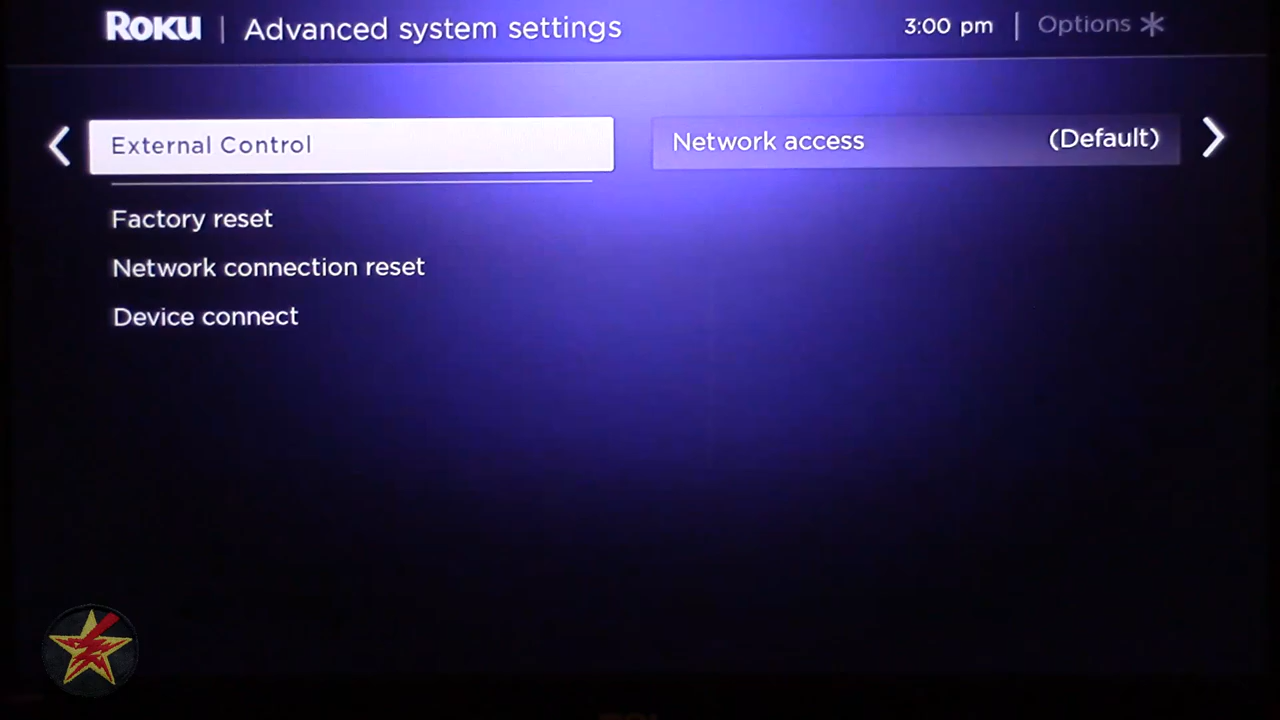 Roku | Advanced system settings
3:00 pm | Options *
External Control
Network access (Default)
Factory reset
Network connection reset
Device connect